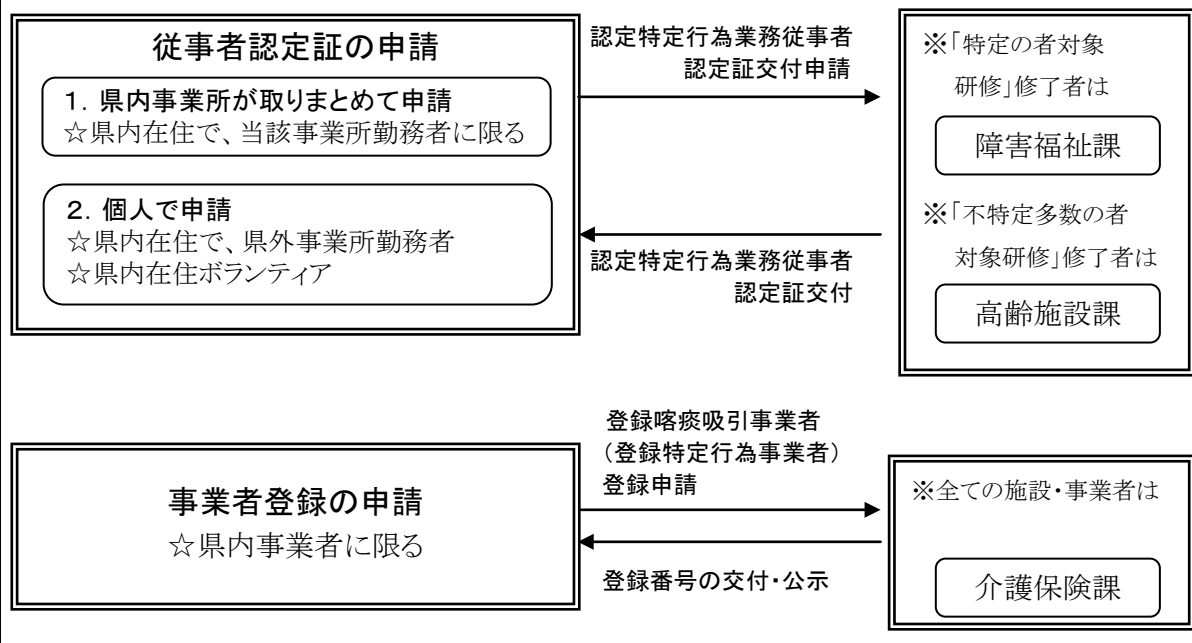 従事者認定証の申請
1．県内事業所が取りまとめて申請
☆県内在住で、当該事業所勤務者に限る
2．個人で申請
☆県内在住で、県外事業所勤務者
☆県内在住ボランティア
認定特定行為業務従事者
認定証交付申請
認定特定行為業務従事者
認定証交付
※「特定の者対象
研修」修了者は
障害福祉課
※「不特定多数の者
対象研修」修了者は
高齢施設課
事業者登録の申請
☆県内事業者に限る
登録喀痰吸引事業者
（登録特定行為事業者）
登録申請
登録番号の交付・公示
※全ての施設・事業者は
介護保険課